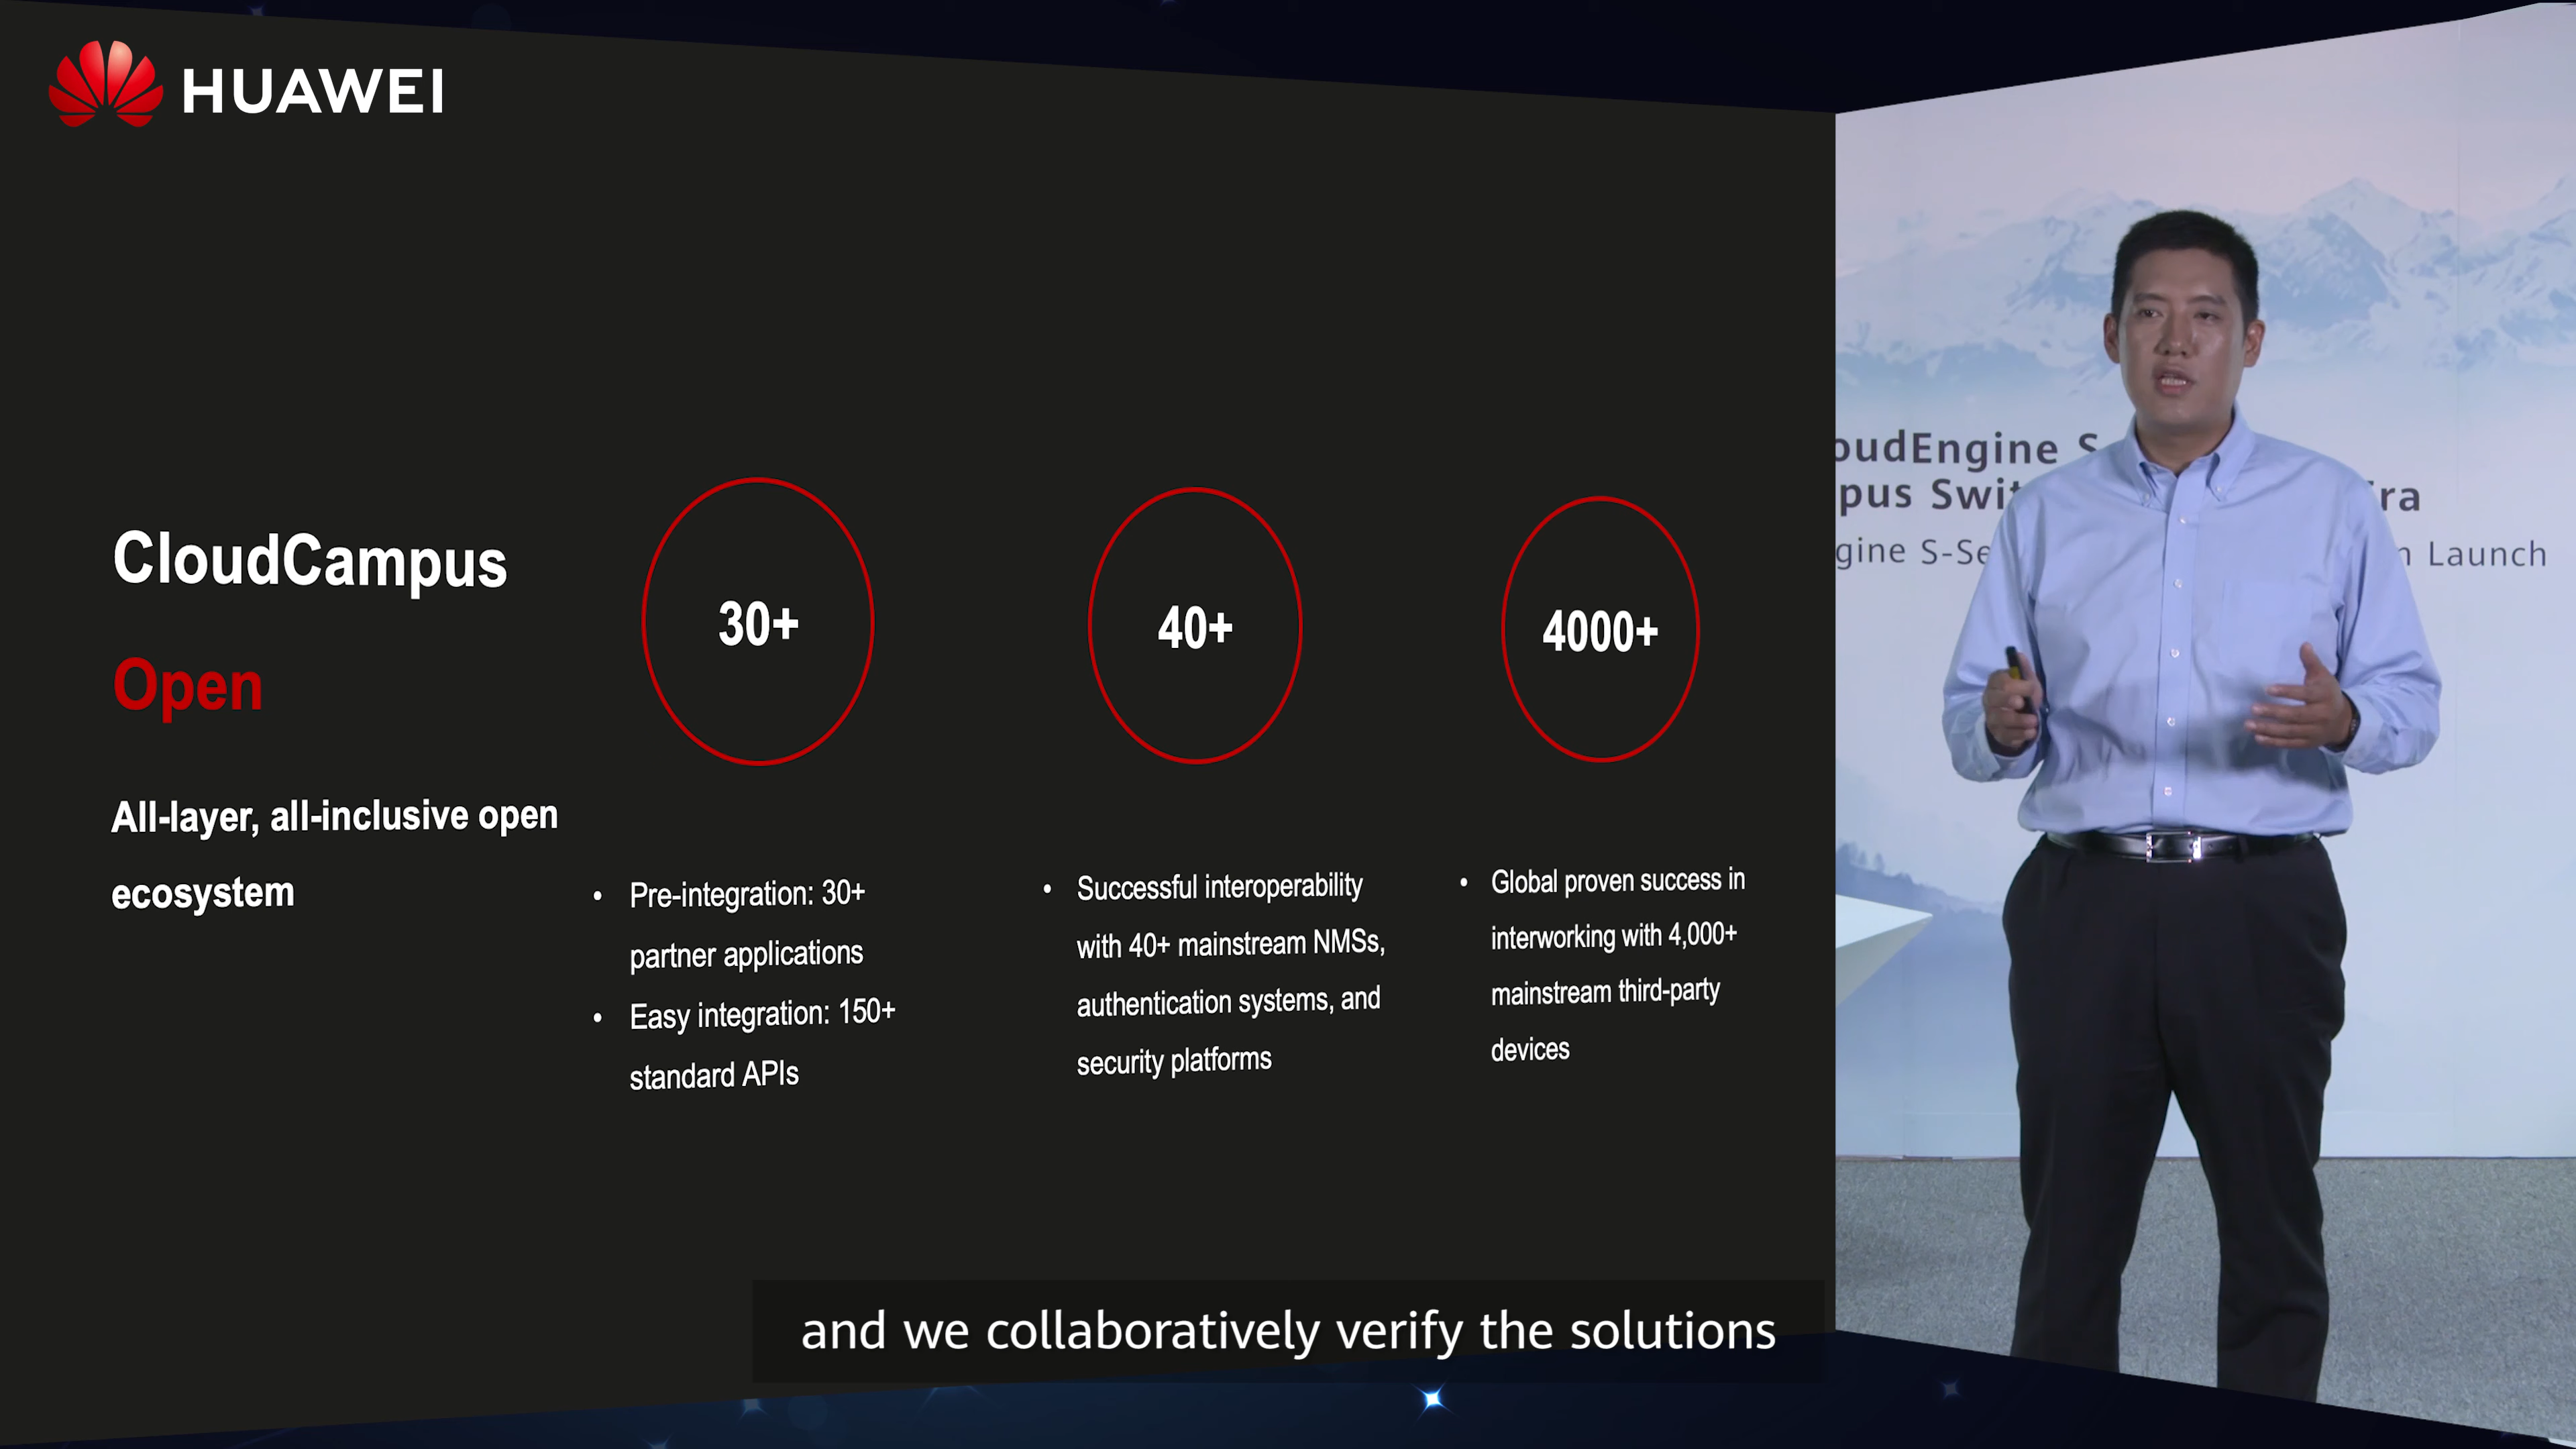 HUAWEI
CloudCampus
Open
All-layer, all-inclusive open
ecosystem
30+
• Pre-integration: 30+
partner applications
• Easy integration: 150+
standard APIs
40+
• Successful interoperability
with 40+ mainstream NMSs,
authentication systems, and
security platforms
4000+
• Global proven success in
interworking with 4,000+
mainstream third-party
devices
oudEngine S
pus Swit ra
gine S-Se n Launch
and we collaboratively verify the solutions